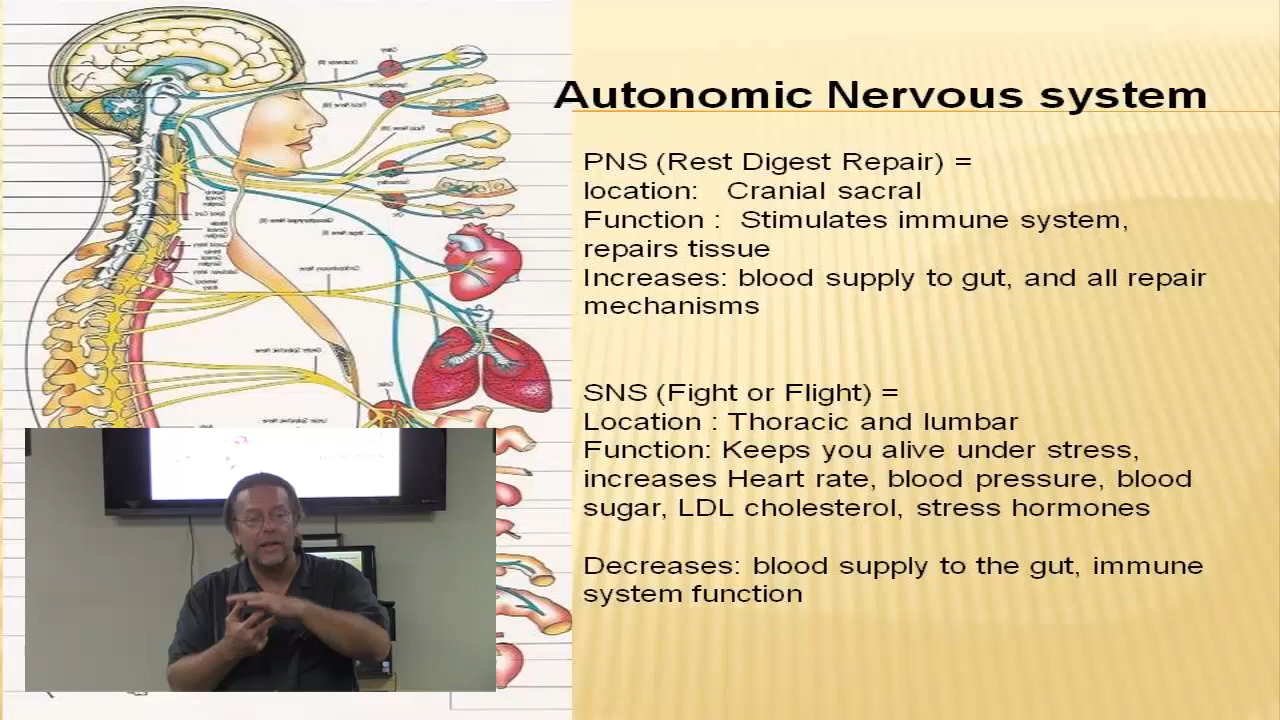 Autonomic Nervous system
PNS (Rest Digest Repair) =
location: Cranial sacral
Function : Stimulates immune system,
repairs tissue
Increases: blood supply to gut, and all repair
mechanisms
SNS (Fight or Flight) =
Location : Thoracic and lumbar
Function: Keeps you alive under stress,
increases Heart rate, blood pressure, blood
sugar, LDL cholesterol, stress hormones
Decreases: blood supply to the gut, immune
system function